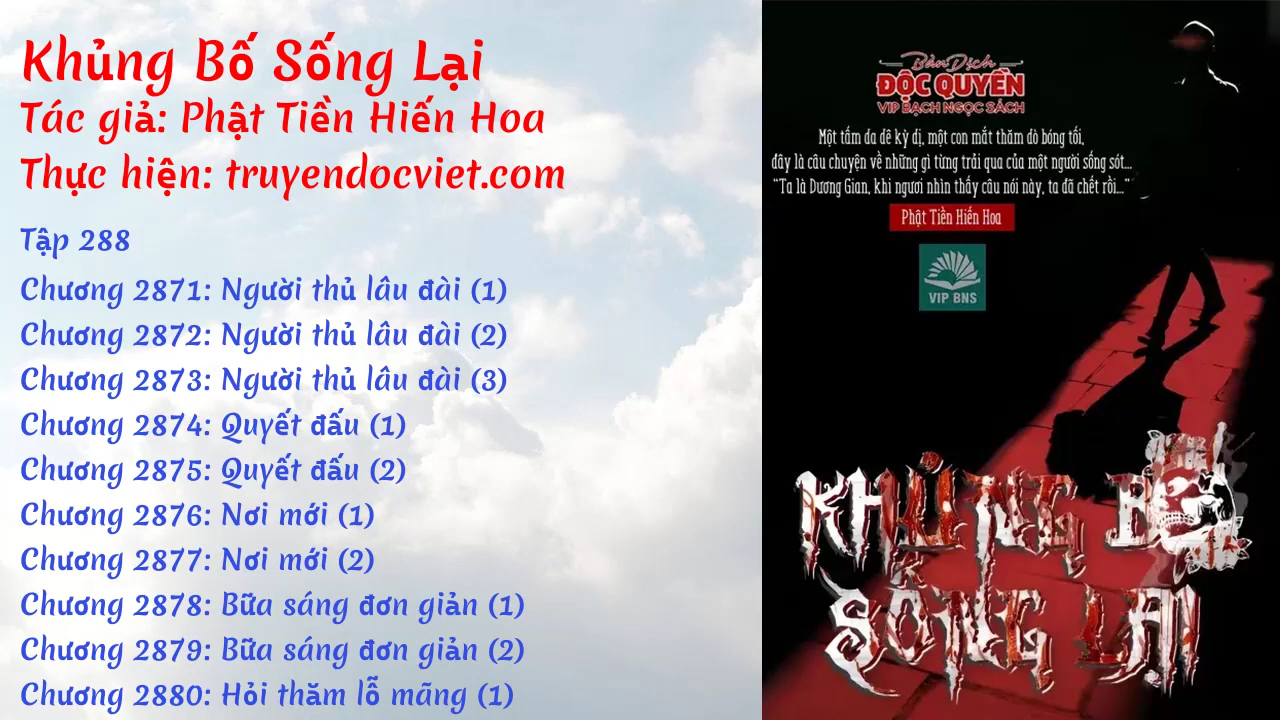 Khủng Bố Sống Lại
Tác giả: Phật Tiền Hiến Hoa
Thực hiện: truyendocviet.com
Tập 288
Chương 2871: Người thủ lâu đài (1)
Chương 2872: Người thủ lâu đài (2)
Chương 2873: Người thủ lâu đài (3)
Chương 2874: Quyết đấu (1)
Chương 2875: Quyết đấu (2)
Chương 2876: Nơi mới (1)
Chương 2877: Nơi mới (2)
Chương 2878: Bữa sáng đơn giản (1)
Chương 2879: Bữa sáng đơn giản (2)
Chương 2880: Hỏi thăm lỗ mãng (1)
Bản Dịch
ĐỘC QUYỀN
VIP BẠCH NGỌC SÁCH
Một tấm da dê kỳ dị, một con mắt thăm dò bóng tối,
đây là câu chuyện về những gì từng trải qua của một người sống sót...
“Ta là Dương Gian, khi ngươi nhìn thấy câu nói này, ta đã chết rồi...”
Phật Tiền Hiến Hoa
VIP BNS
KHỦNG BỐ
SỐNG LẠI